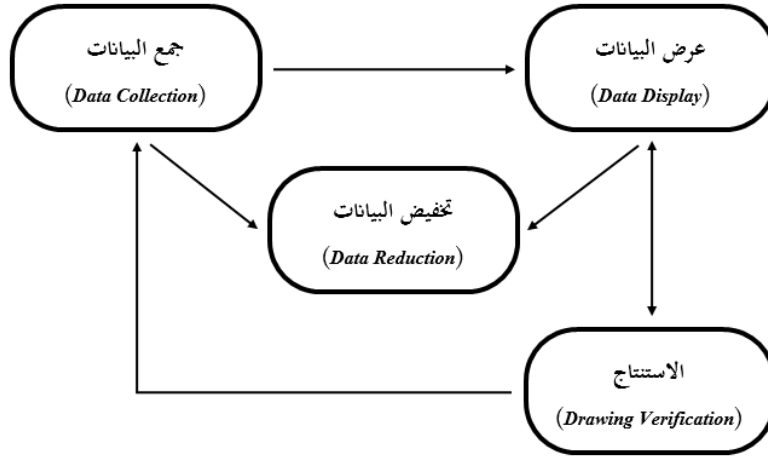 جمع البيانات
(Data Collection)
عرض البيانات
(Data Display)
تخفيض البيانات
(Data Reduction)
الاستنتاج
(Drawing Verification)